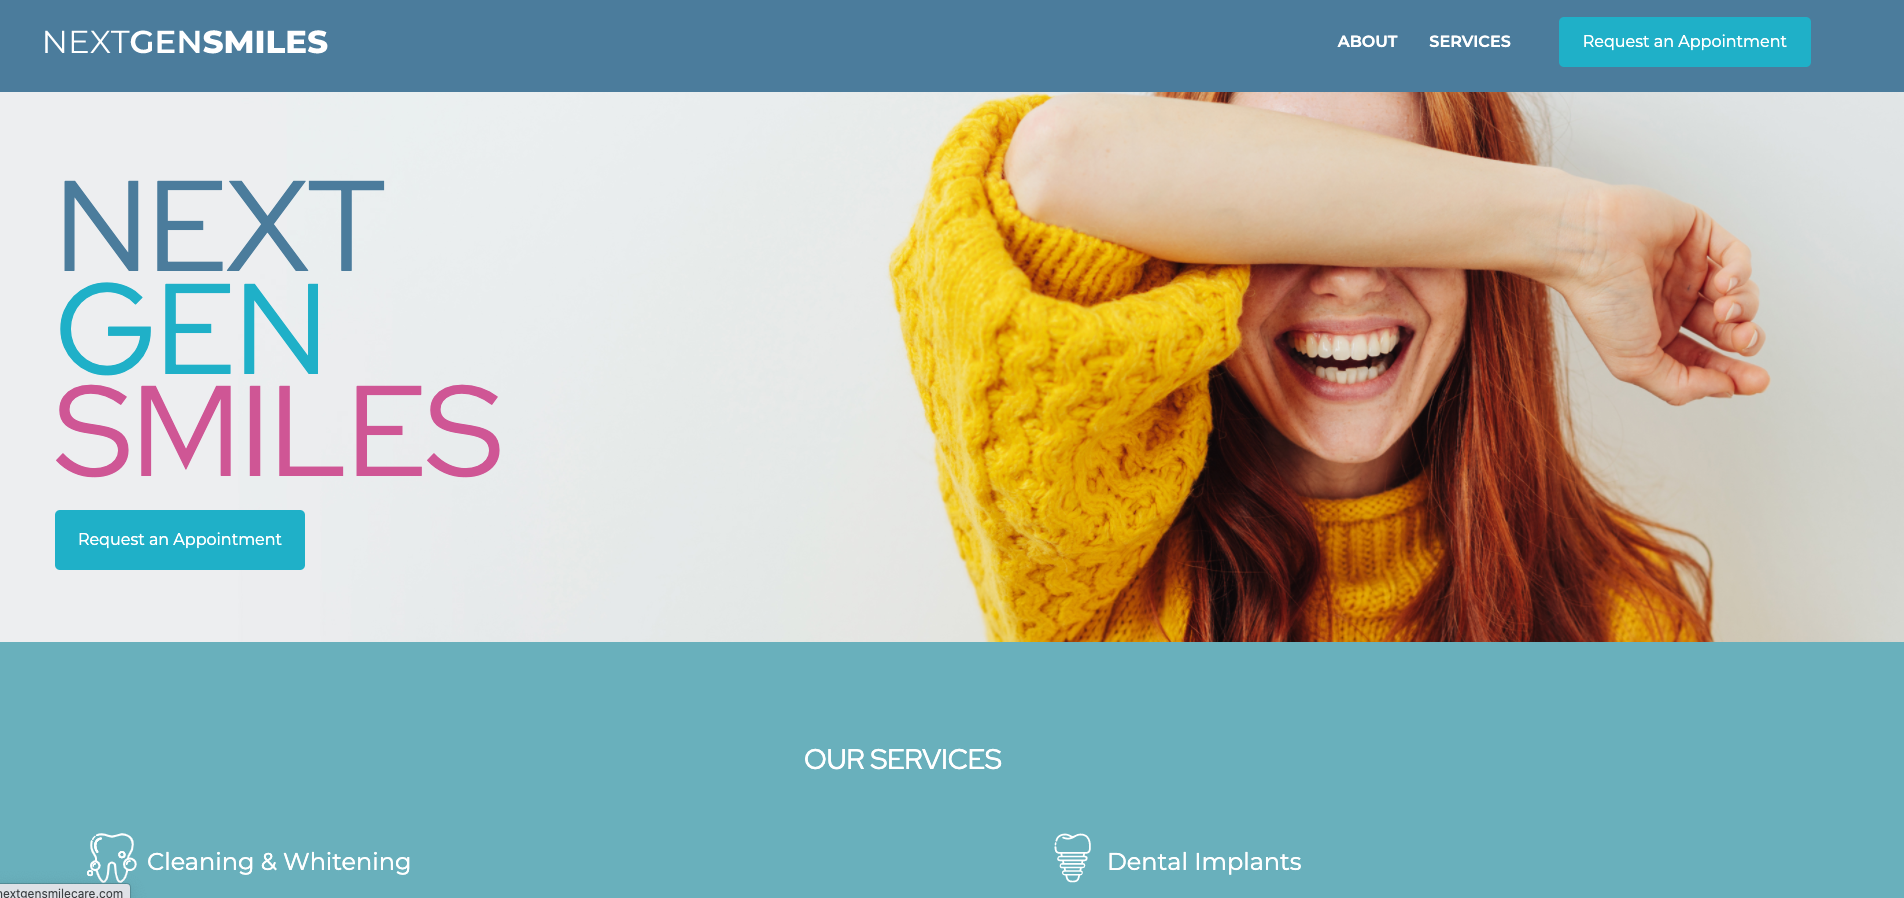 NEXTGENSMILES
ABOUT
SERVICES
Request an Appointment
NEXT
GEN
SMILES
Request an Appointment
OUR SERVICES
Cleaning & Whitening
Dental Implants
nextgensmilecare.com